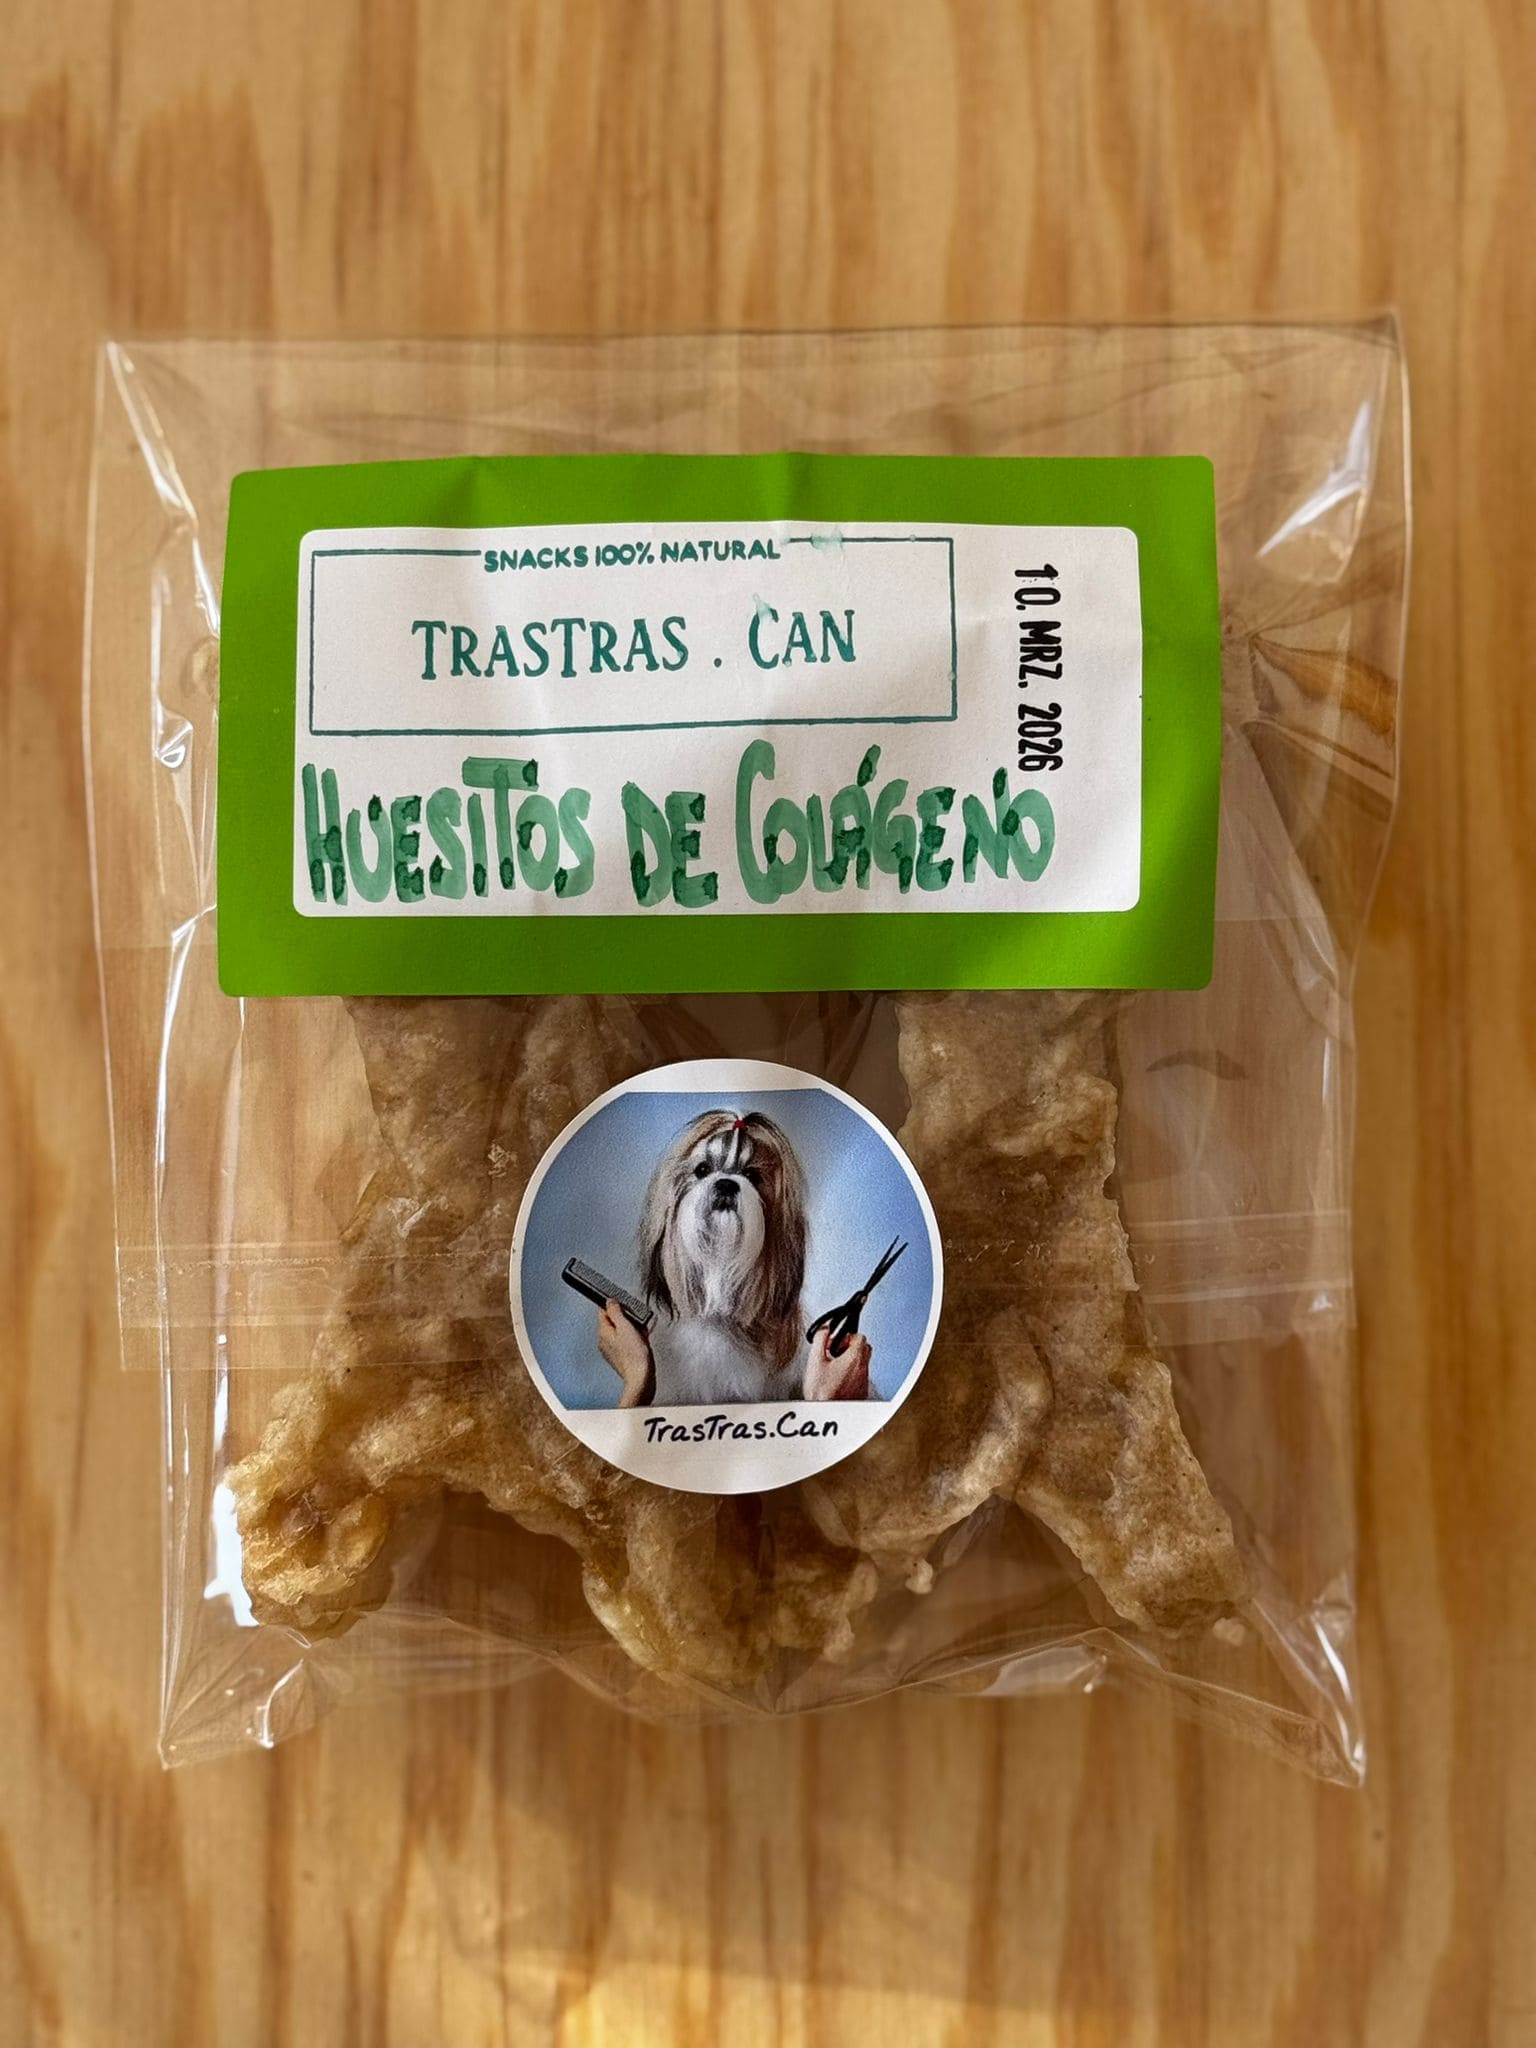 SNACKS 100% NATURAL
TRASTRAS . CAN
10. MRZ. 2026
HUESITOS DE COLÁGENO
TrasTras.Can